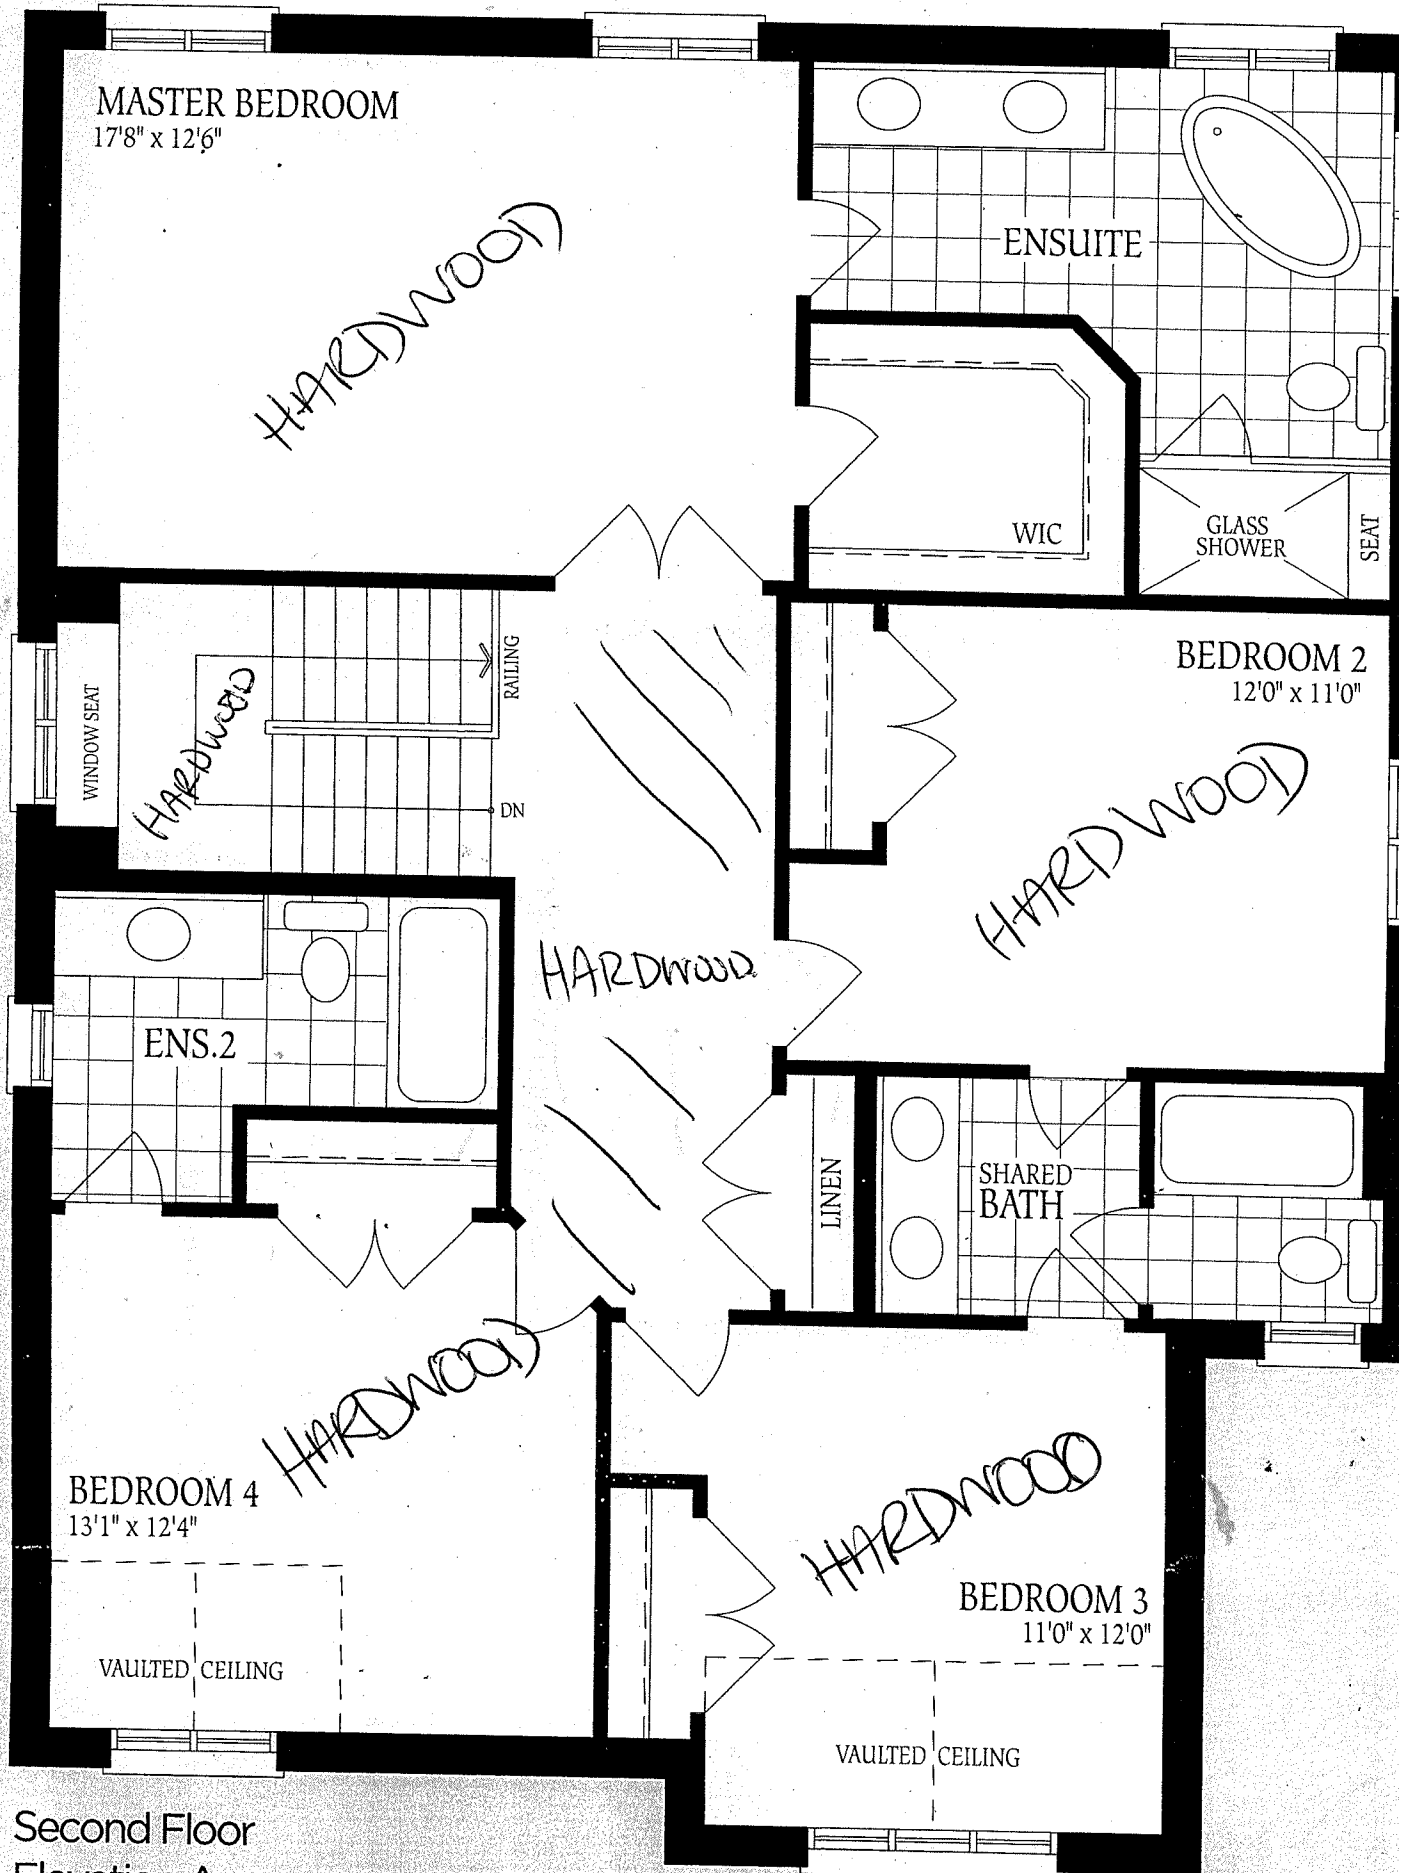 MASTER BEDROOM
17'8" x 12'6"
HARDWOOD
ENSUITE
WIC
GLASS
SHOWER
SEAT
BEDROOM 2
12'0" x 11'0"
HARDWOOD
WINDOW SEAT
HARDWOOD
RAILING
DN
HARDWOOD
ENS.2
LINEN
SHARED
BATH
HARDWOOD
BEDROOM 4
13'1" x 12'4"
VAULTED CEILING
HARDWOOD
BEDROOM 3
11'0" x 12'0"
VAULTED CEILING
Second Floor
Elevation A